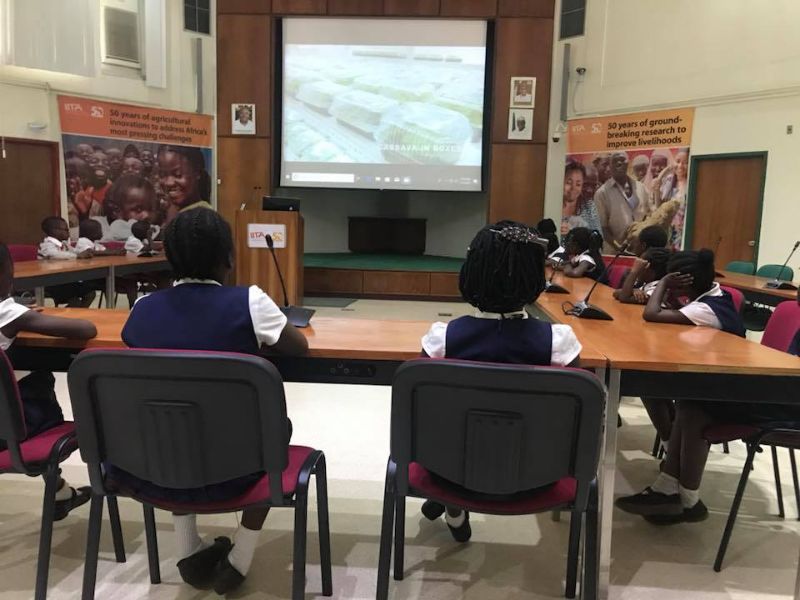 IITA 50
50 years of agricultural
innovations to address Africa's
most pressing challenges
CASSAVA IN BOXES
IITA 50
IITA 50
50 years of ground-
breaking research to
improve livelihoods